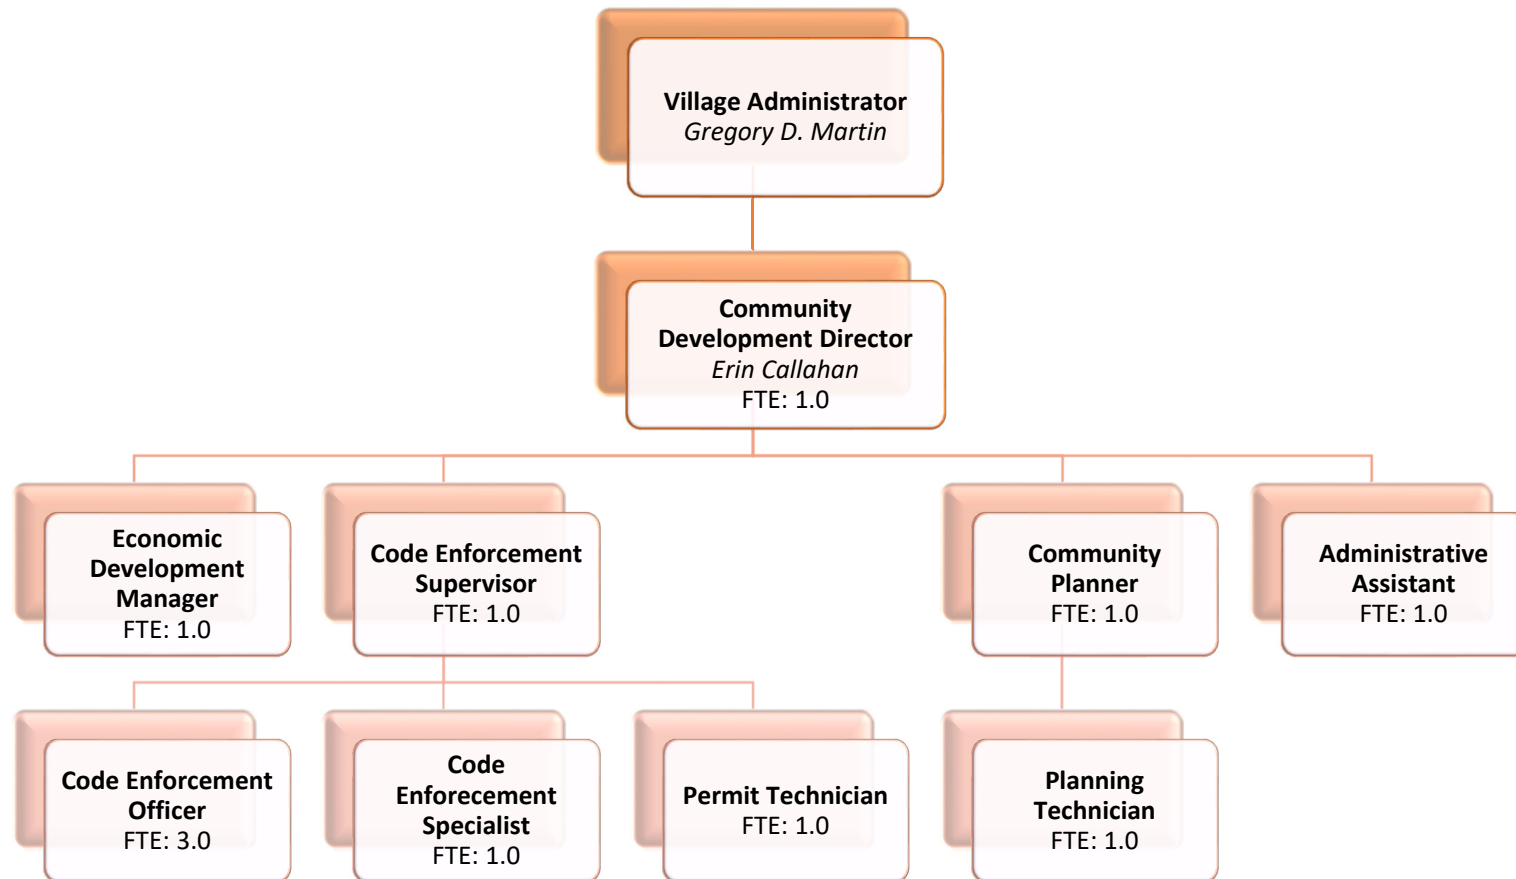 Village Administrator
Gregory D. Martin
Community
Development Director
Erin Callahan
FTE: 1.0
Economic
Development
Manager
FTE: 1.0
Code Enforcement
Supervisor
FTE: 1.0
Community
Planner
FTE: 1.0
Administrative
Assistant
FTE: 1.0
Code Enforcement
Officer
FTE: 3.0
Code
Enforecement
Specialist
FTE: 1.0
Permit Technician
FTE: 1.0
Planning
Technician
FTE: 1.0